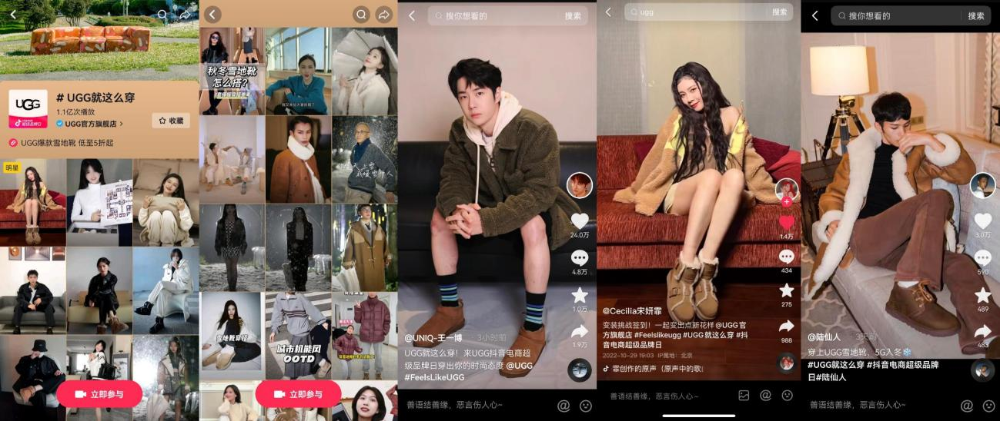 UGG
# UGG就这么穿
1.1亿次播放
UGG官方旗舰店 >
收藏
UGG爆款雪地靴 低至5折起
明星
立即参与
秋冬雪地靴
怎么搭?
我又来给大家拍视了
雪地靴穿搭
城市机能风
OOTD
立即参与
搜你想看的
搜索
24.0万
4.8万
1.0万
1.9万
@UNIQ-王一博 · 3小时前
UGG就这么穿!来UGG抖音电商超
级品牌日穿出你的时尚态度 @UGG
#FeelsLikeUGG
善语结善缘,恶言伤人心~
ugg
搜索
1.4万
434
275
988
@Cecilia宋妍霏
变装挑战签到!一起变出点新花样 @UGG官
方旗舰店 #Feelslikeugg #UGG就这么穿 #抖
音电商超级品牌日
2022-10-29 19:03 IP属地:北京
霏创作的原声(原声中的歌
善语结善缘,恶言伤人心~
搜你想看的
搜索
3.0万
590
489
483
@陆仙人 · 3天前
穿上UGG雪地靴,5G入冬❄
#UGG就这么穿 #抖音电商超级品牌
日#陆仙人
善语结善缘,恶言伤人心~